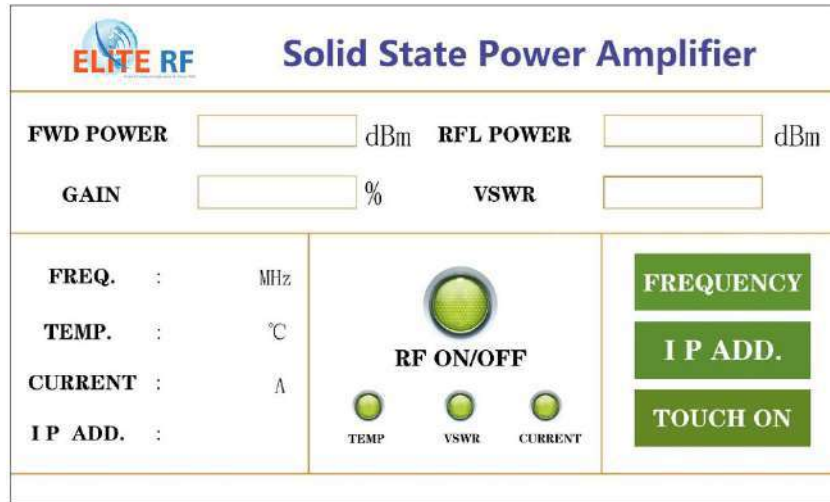 ELITE RF
Solid State Power Amplifier
FWD POWER dBm RFL POWER dBm
GAIN % VSWR
FREQ. : MHz
TEMP. : ℃
CURRENT : A
I P ADD. :
RF ON/OFF
TEMP VSWR CURRENT
FREQUENCY
I P ADD.
TOUCH ON